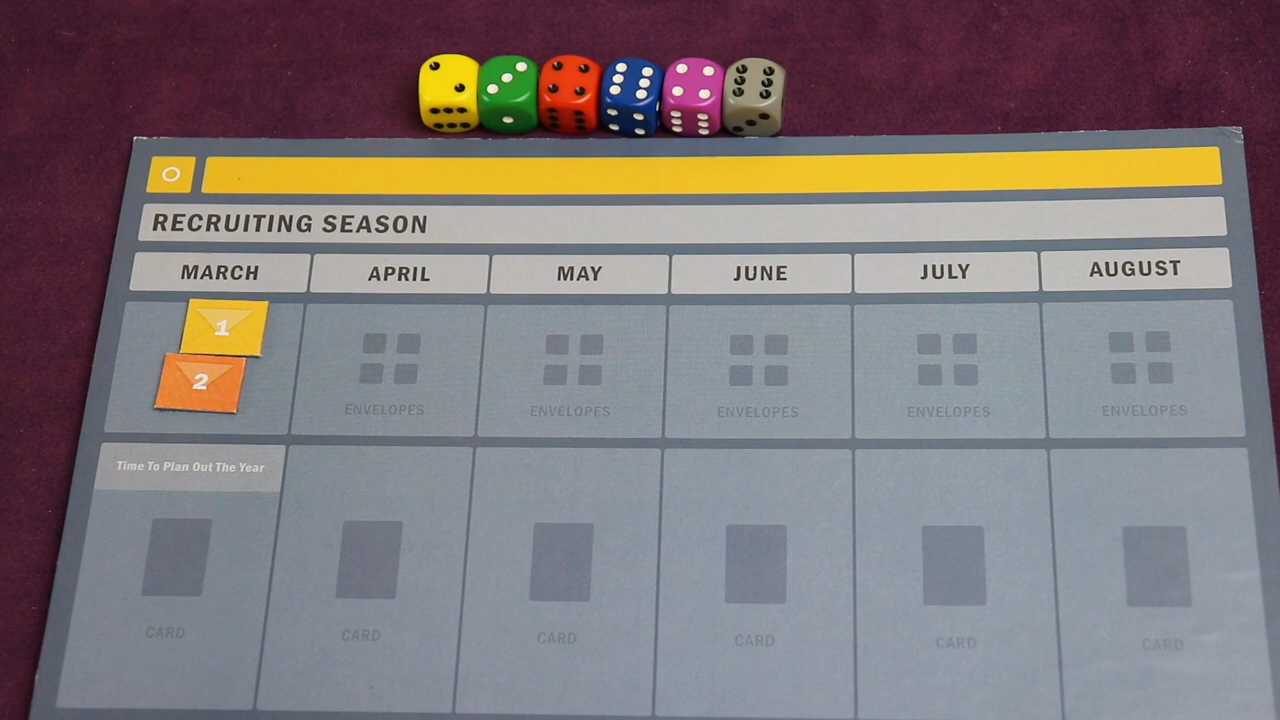 RECRUITING SEASON
MARCH APRIL MAY JUNE JULY AUGUST
1
2
ENVELOPES ENVELOPES ENVELOPES ENVELOPES ENVELOPES
Time To Plan Out The Year
CARD CARD CARD CARD CARD CARD